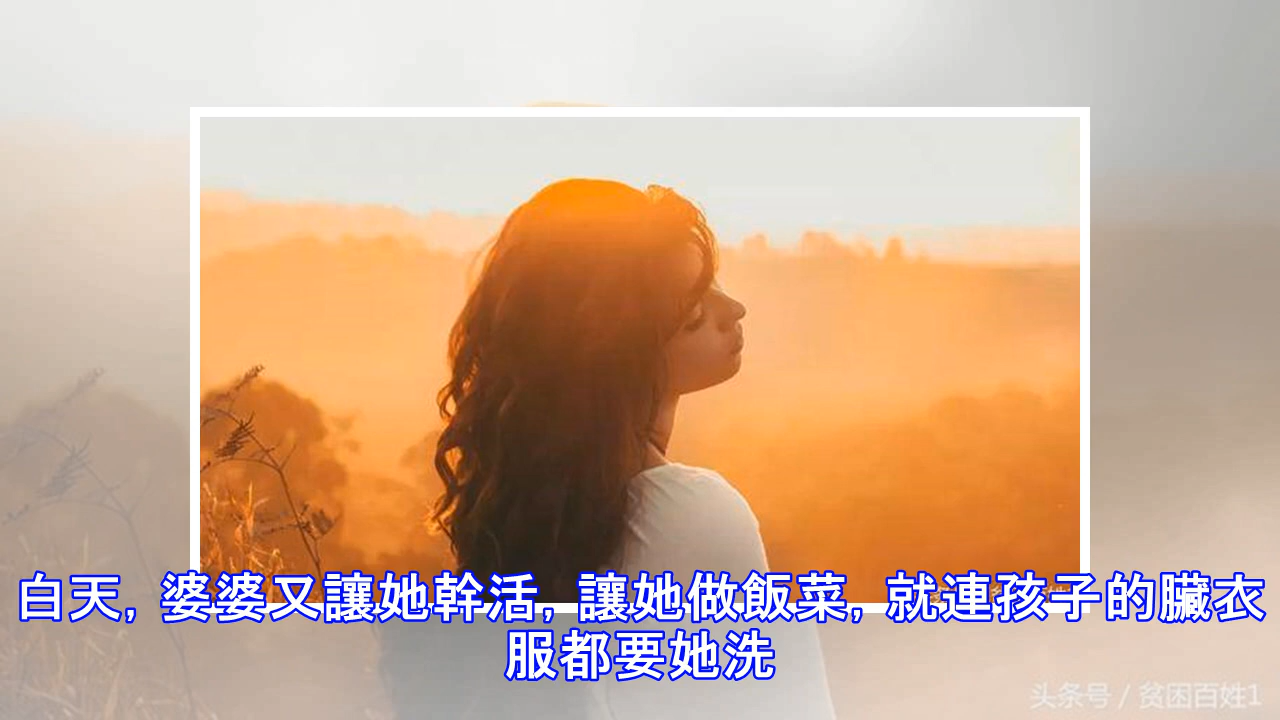 白天, 婆婆又讓她幹活, 讓她做飯菜, 就連孩子的臟衣
服都要她洗
头条号 / 贫困百姓1